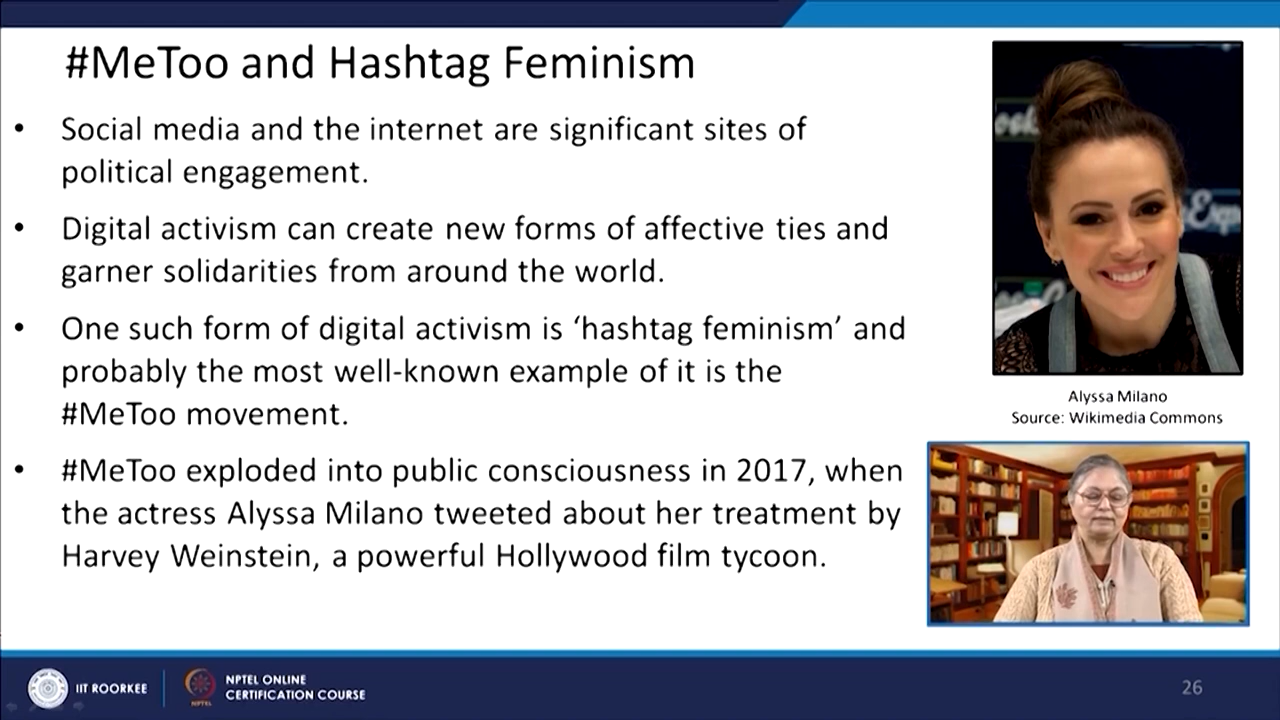 #MeToo and Hashtag Feminism
• Social media and the internet are significant sites of
political engagement.
• Digital activism can create new forms of affective ties and
garner solidarities from around the world.
• One such form of digital activism is ‘hashtag feminism’ and
probably the most well-known example of it is the
#MeToo movement.
• #MeToo exploded into public consciousness in 2017, when
the actress Alyssa Milano tweeted about her treatment by
Harvey Weinstein, a powerful Hollywood film tycoon.
Alyssa Milano
Source: Wikimedia Commons
IIT ROORKEE
NPTEL
NPTEL ONLINE
CERTIFICATION COURSE
26